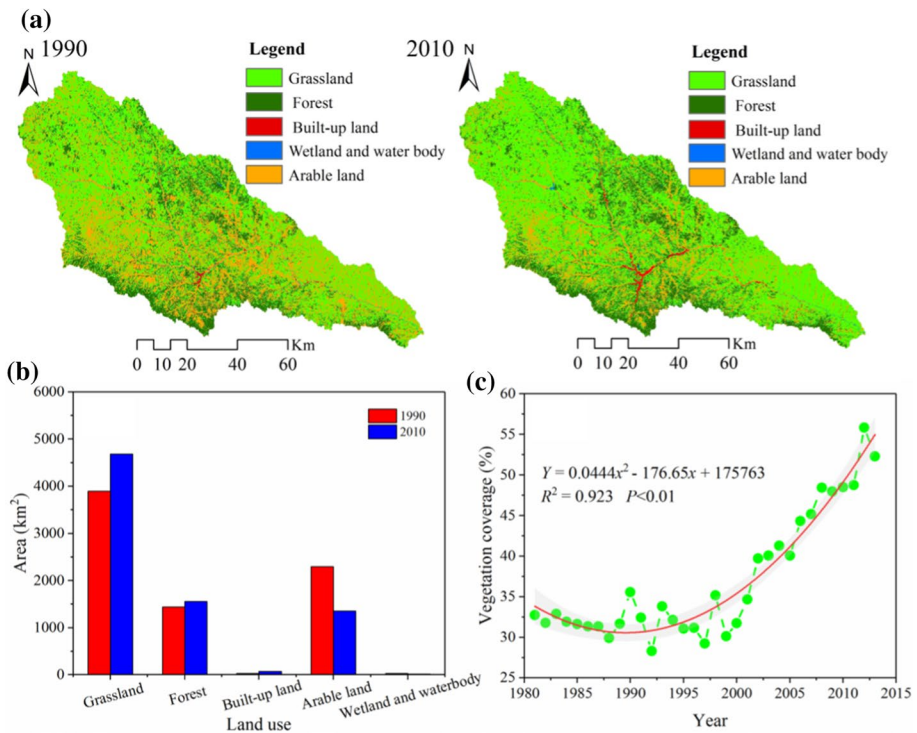 (a)
N
1990
Legend
Grassland
Forest
Built-up land
Wetland and water body
Arable land
Km
0 10 20 40 60
N
2010
Legend
Grassland
Forest
Built-up land
Wetland and water body
Arable land
Km
0 10 20 40 60
(b)
6000
5000
4000
3000
2000
1000
0
Area (km²)
1990
2010
Grassland
Forest
Built-up land
Arable land
Wetland and waterbody
Land use
(c)
60
55
50
45
40
35
30
25
Vegetation coverage (%)
Y = 0.0444x² - 176.65x + 175763
R² = 0.923 P<0.01
1980 1985 1990 1995 2000 2005 2010 2015
Year